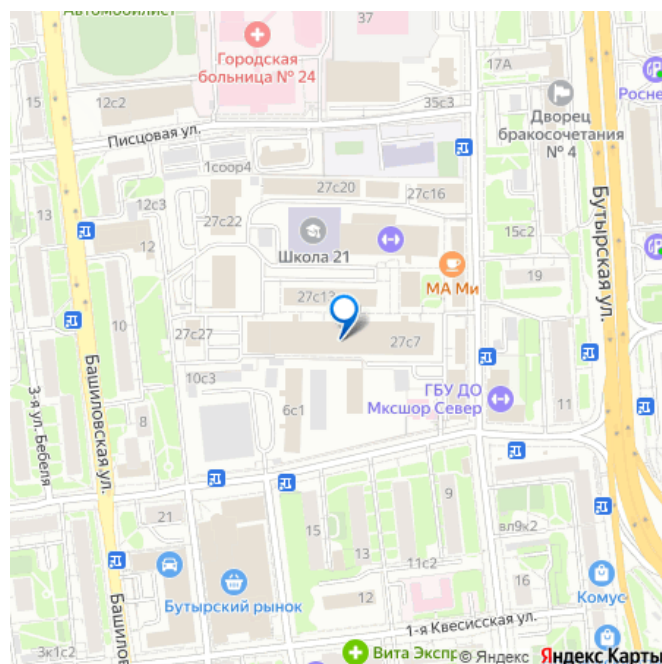 Автомобилист
37
17А
Городская
больница № 24
Роснe
15
12с2
35с3
Дворец
бракосочетания
№ 4
Писцовая ул.
1соор4
27с20
27с16
12с3
13
27с22
Школа 21
15с2
12
МА Ми
19
Бутырская ул.
27с13
27с27
27с7
10
10с3
Башиловская ул.
3-я ул. Бебеля
8
6с1
ГБУ ДО
Мксшор Север
11
9
21
15
13
вл9к2
11с2
16
Комус
Бутырский рынок
12
1-я Квесисская ул.
Башилов
3к1с2
Вита Экспр
© Яндекс Яндекс Карты